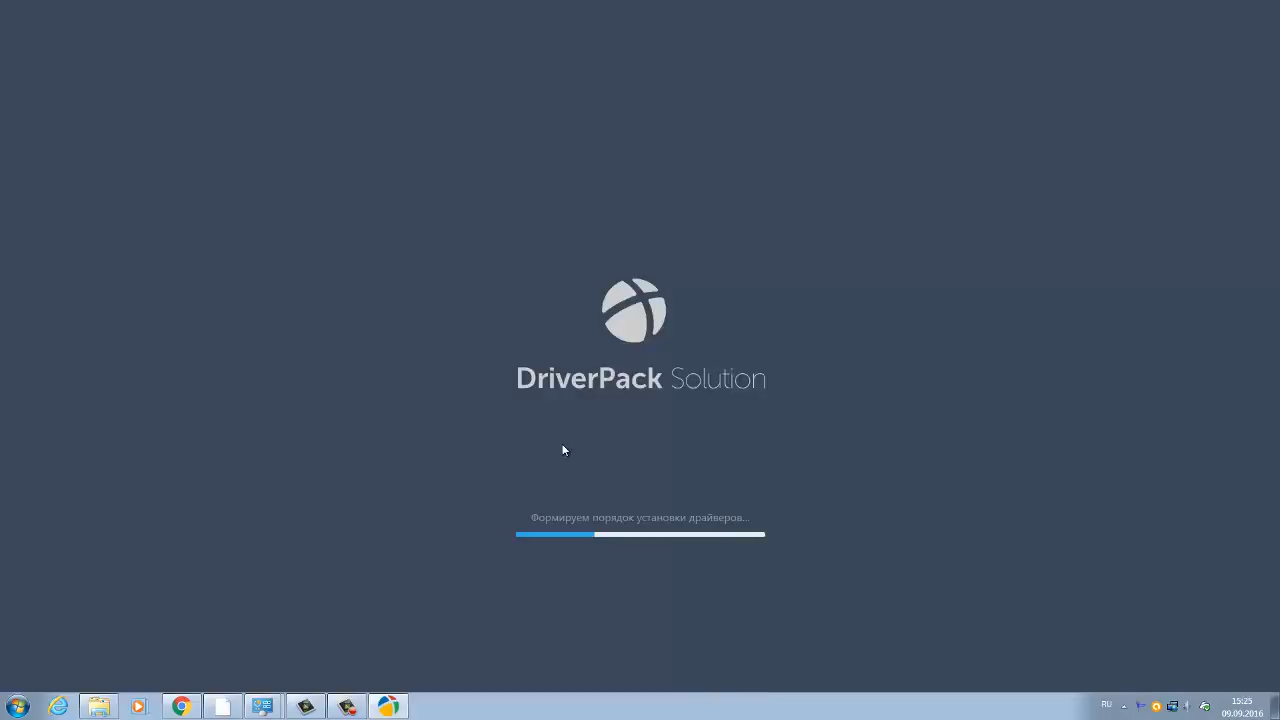 DriverPack Solution
Формируем порядок установки драйверов...
RU
15:25
09.09.2016